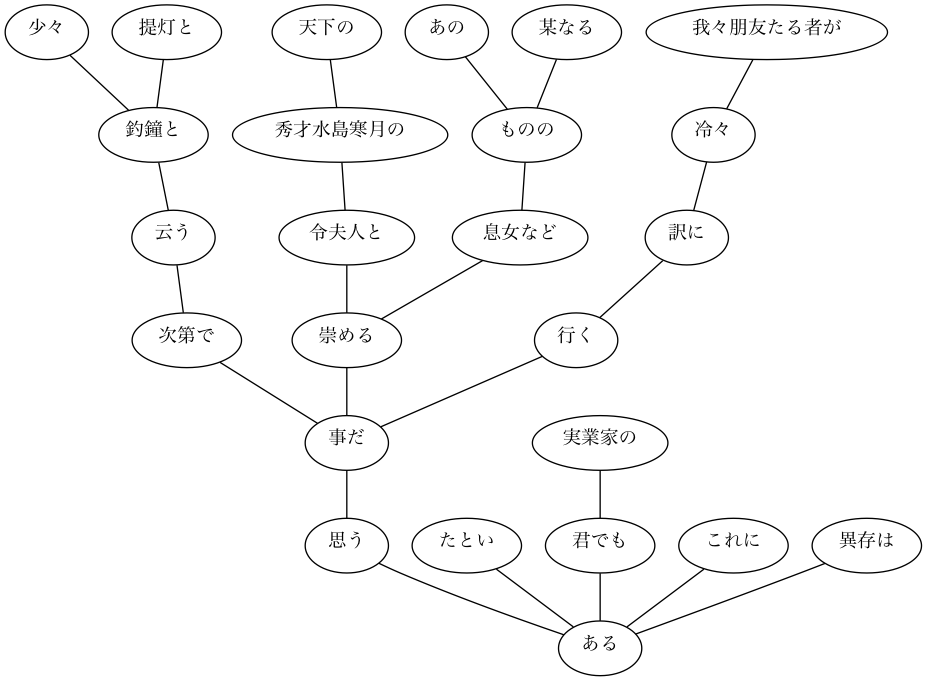 少々 提灯と 天下の あの 某なる 我々朋友たる者が
釣鐘と 秀才水島寒月の ものの 冷々
云う 令夫人と 息女など 訳に
次第で 崇める 行く
事だ 実業家の
思う たとい 君でも これに 異存は
ある